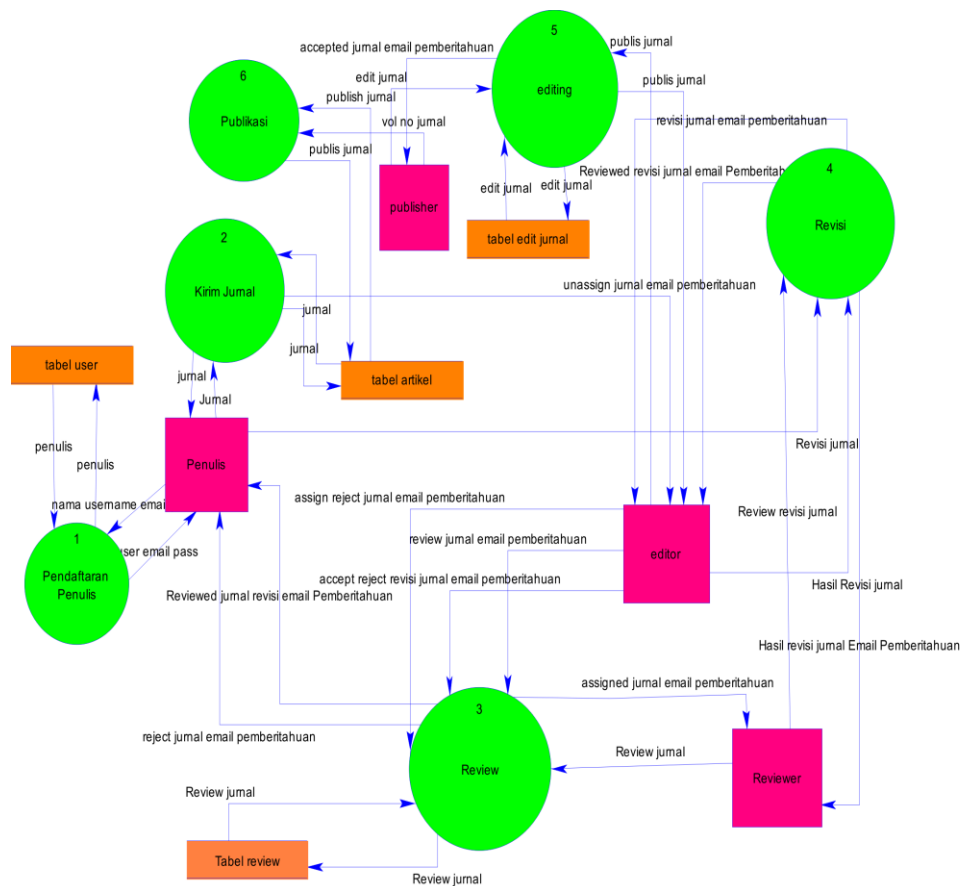 5
publis jurnal
accepted jurnal email pemberitahuan
6
edit jurnal
publis jurnal
editing
publish jurnal
Publikasi
vol no jurnal
revisi jurnal email pemberitahuan
publis jurnal
Reviewed revisi jurnal email Pemberitah
4
edit jurnal
edit jurnal
publisher
Revisi
2
tabel edit jurnal
Kirim Jurnal
unassign jurnal email pemberitahuan
jurnal
jurnal
tabel user
tabel artikel
jurnal
Jurnal
penulis
penulis
Penulis
Revisi jurnal
nama username emai
assign reject jurnal email pemberitahuan
Review revisi jurnal
1
user email pass
review jurnal email pemberitahuan
editor
Pendaftaran
Penulis
accept reject revisi jurnal email pemberitahuan
Reviewed jurnal revisi email Pemberitahuan
Hasil Revisi jurnal
Hasil revisi jurnal Email Pemberitahuan
assigned jurnal email pemberitahuan
3
reject jurnal email pemberitahuan
Review jurnal
Review
Reviewer
Review jurnal
Tabel review
Review jurnal